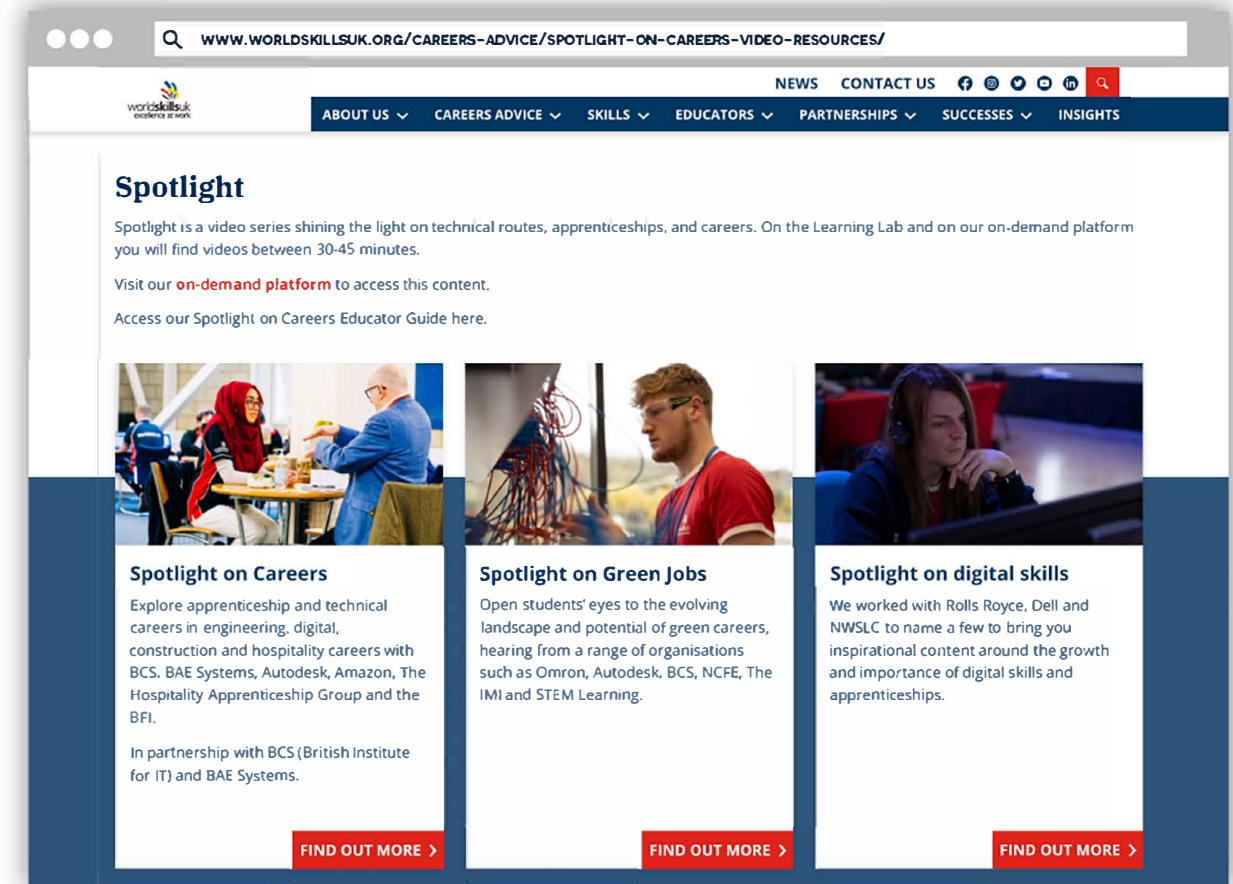 WWW.WORLDSKILLSUK.ORG/CAREERS-ADVICE/SPOTLIGHT-ON-CAREERS-VIDEO-RESOURCES/
NEWS CONTACT US
worldskillsuk
excellence at work
ABOUT US CAREERS ADVICE SKILLS EDUCATORS PARTNERSHIPS SUCCESSES INSIGHTS
Spotlight
Spotlight is a video series shining the light on technical routes, apprenticeships, and careers. On the Learning Lab and on our on-demand platform
you will find videos between 30-45 minutes.
Visit our on-demand platform to access this content.
Access our Spotlight on Careers Educator Guide here.
Spotlight on Careers
Explore apprenticeship and technical
careers in engineering, digital,
construction and hospitality careers with
BCS, BAE Systems, Autodesk, Amazon, The
Hospitality Apprenticeship Group and the
BFI.
In partnership with BCS (British Institute
for IT) and BAE Systems.
FIND OUT MORE
Spotlight on Green Jobs
Open students' eyes to the evolving
landscape and potential of green careers,
hearing from a range of organisations
such as Omron, Autodesk, BCS, NCFE, The
IMI and STEM Learning.
FIND OUT MORE
Spotlight on digital skills
We worked with Rolls Royce, Dell and
NWSLC to name a few to bring you
inspirational content around the growth
and importance of digital skills and
apprenticeships.
FIND OUT MORE